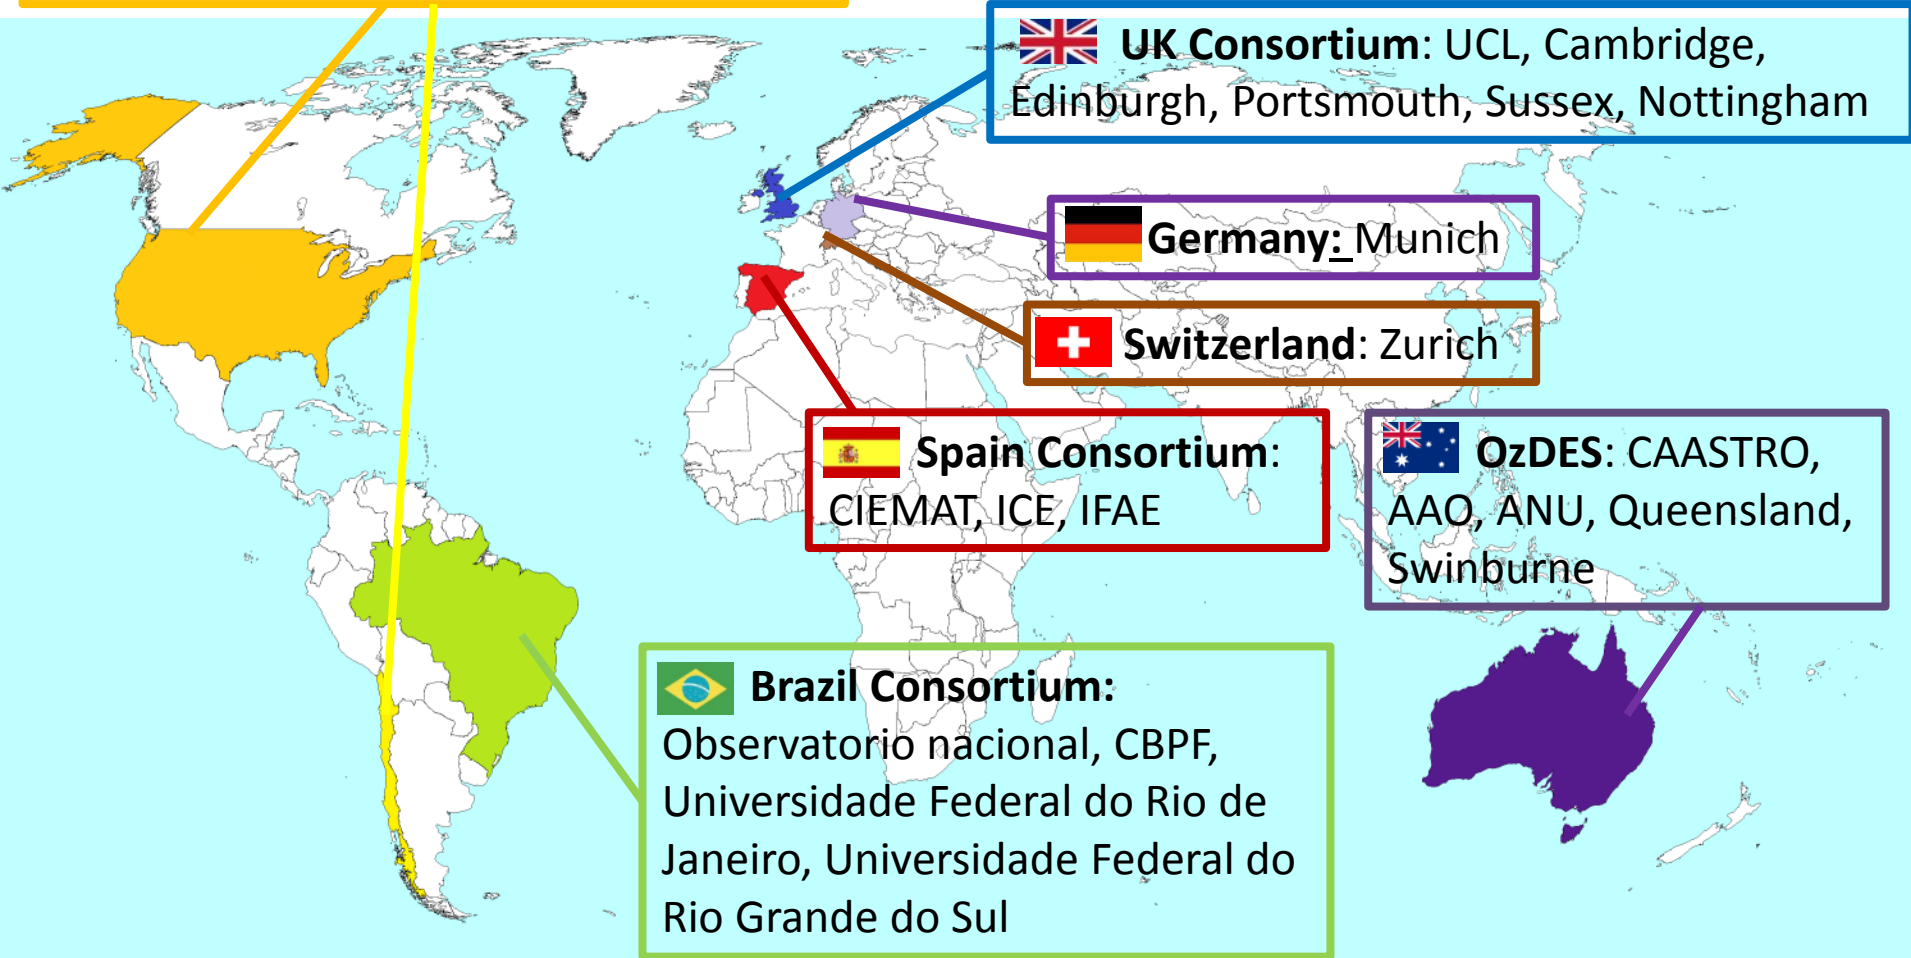 UK Consortium: UCL, Cambridge,
Edinburgh, Portsmouth, Sussex, Nottingham
Germany: Munich
Switzerland: Zurich
Spain Consortium:
CIEMAT, ICE, IFAE
OzDES: CAASTRO,
AAO, ANU, Queensland,
Swinburne
Brazil Consortium:
Observatorio nacional, CBPF,
Universidade Federal do Rio de
Janeiro, Universidade Federal do
Rio Grande do Sul